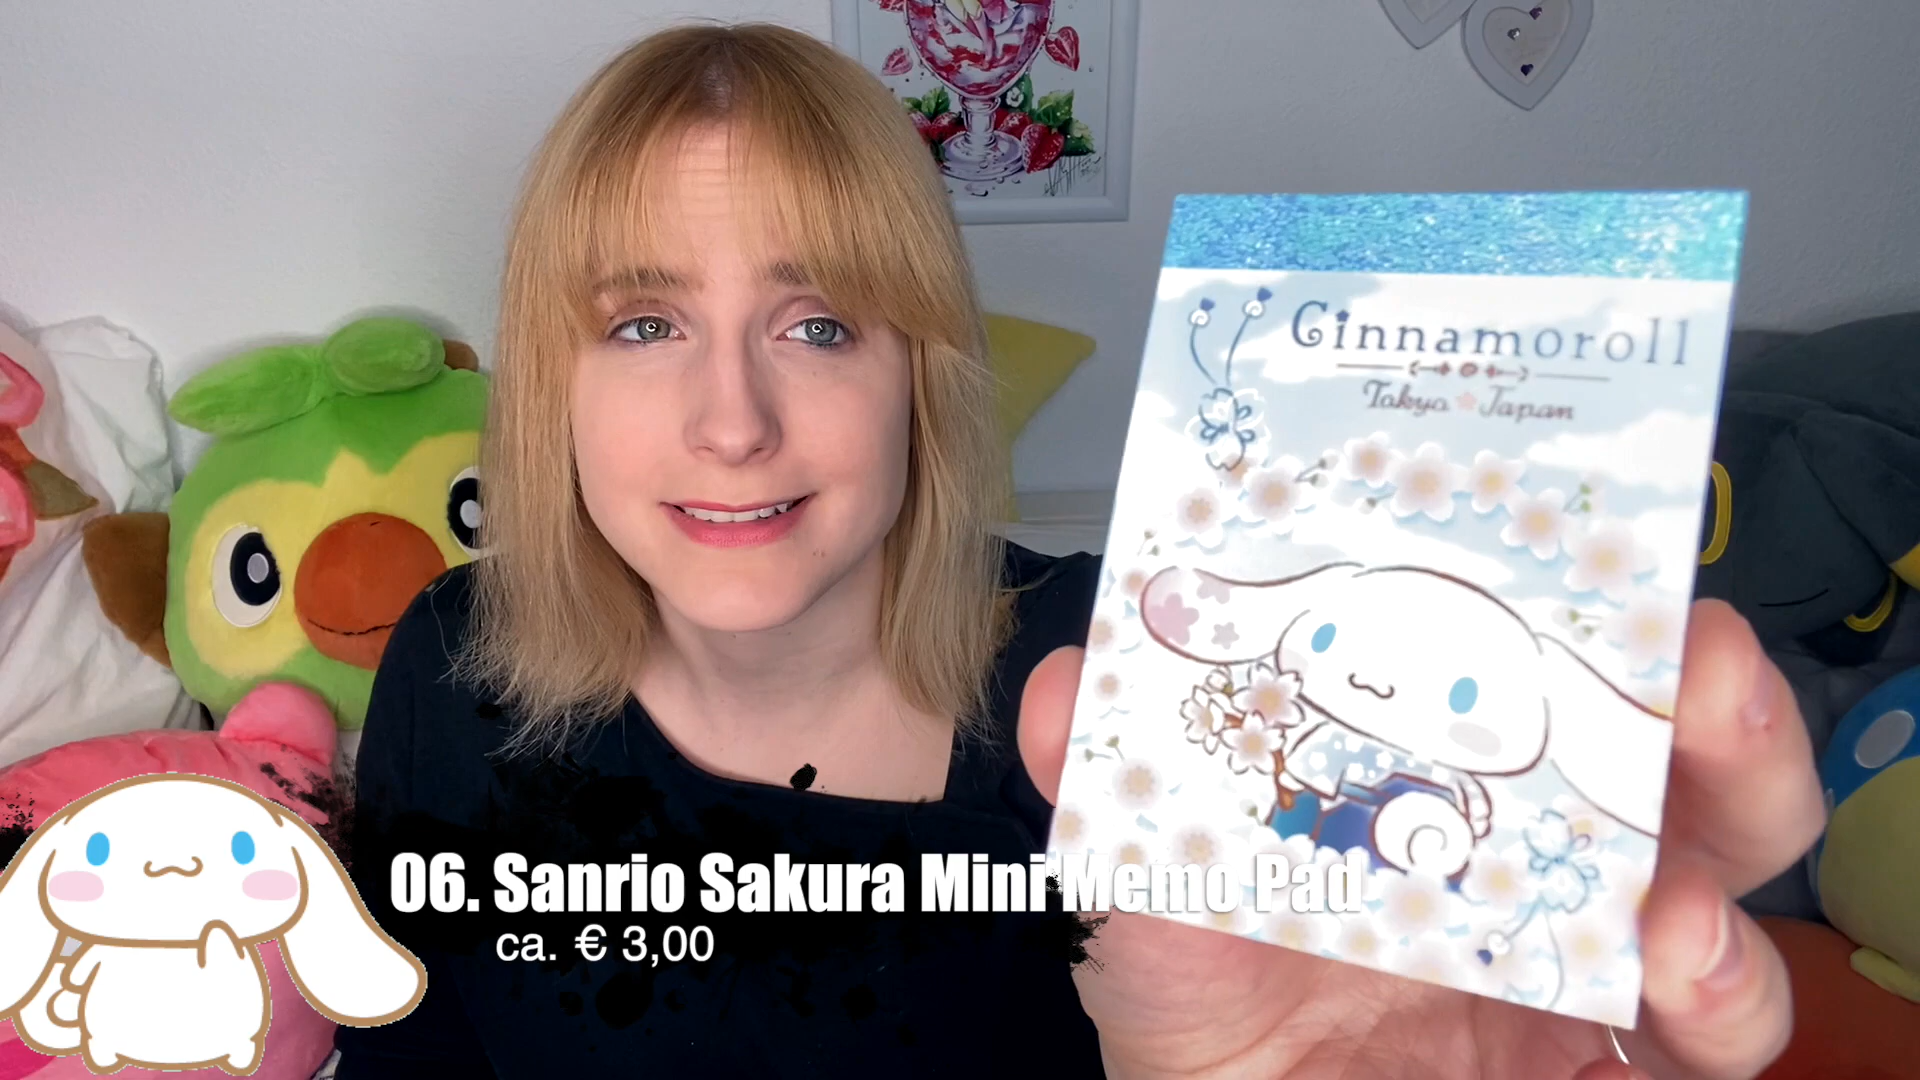 Cinnamoroll
Tokyo Japan
06. Sanrio Sakura Mini Memo Pad
ca. € 3,00